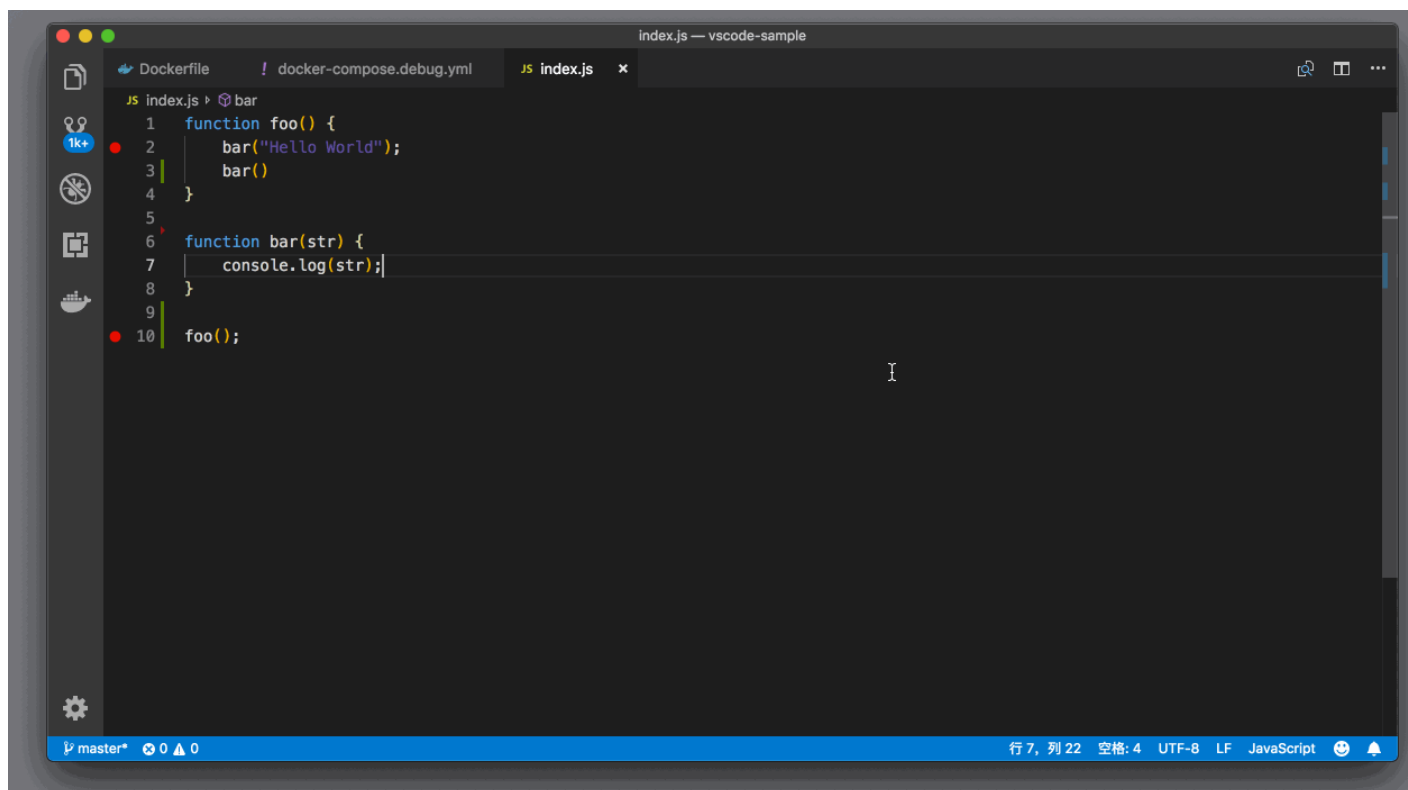 index.js — vscode-sample
Dockerfile ! docker-compose.debug.yml JS index.js ×
JS index.js bar
1 function foo() {
1k+
2     bar("Hello World");
3     bar()
4 }
5
6 function bar(str) {
7     console.log(str);
8 }
9
10 foo();
master* 0 0 行 7, 列 22 空格: 4 UTF-8 LF JavaScript